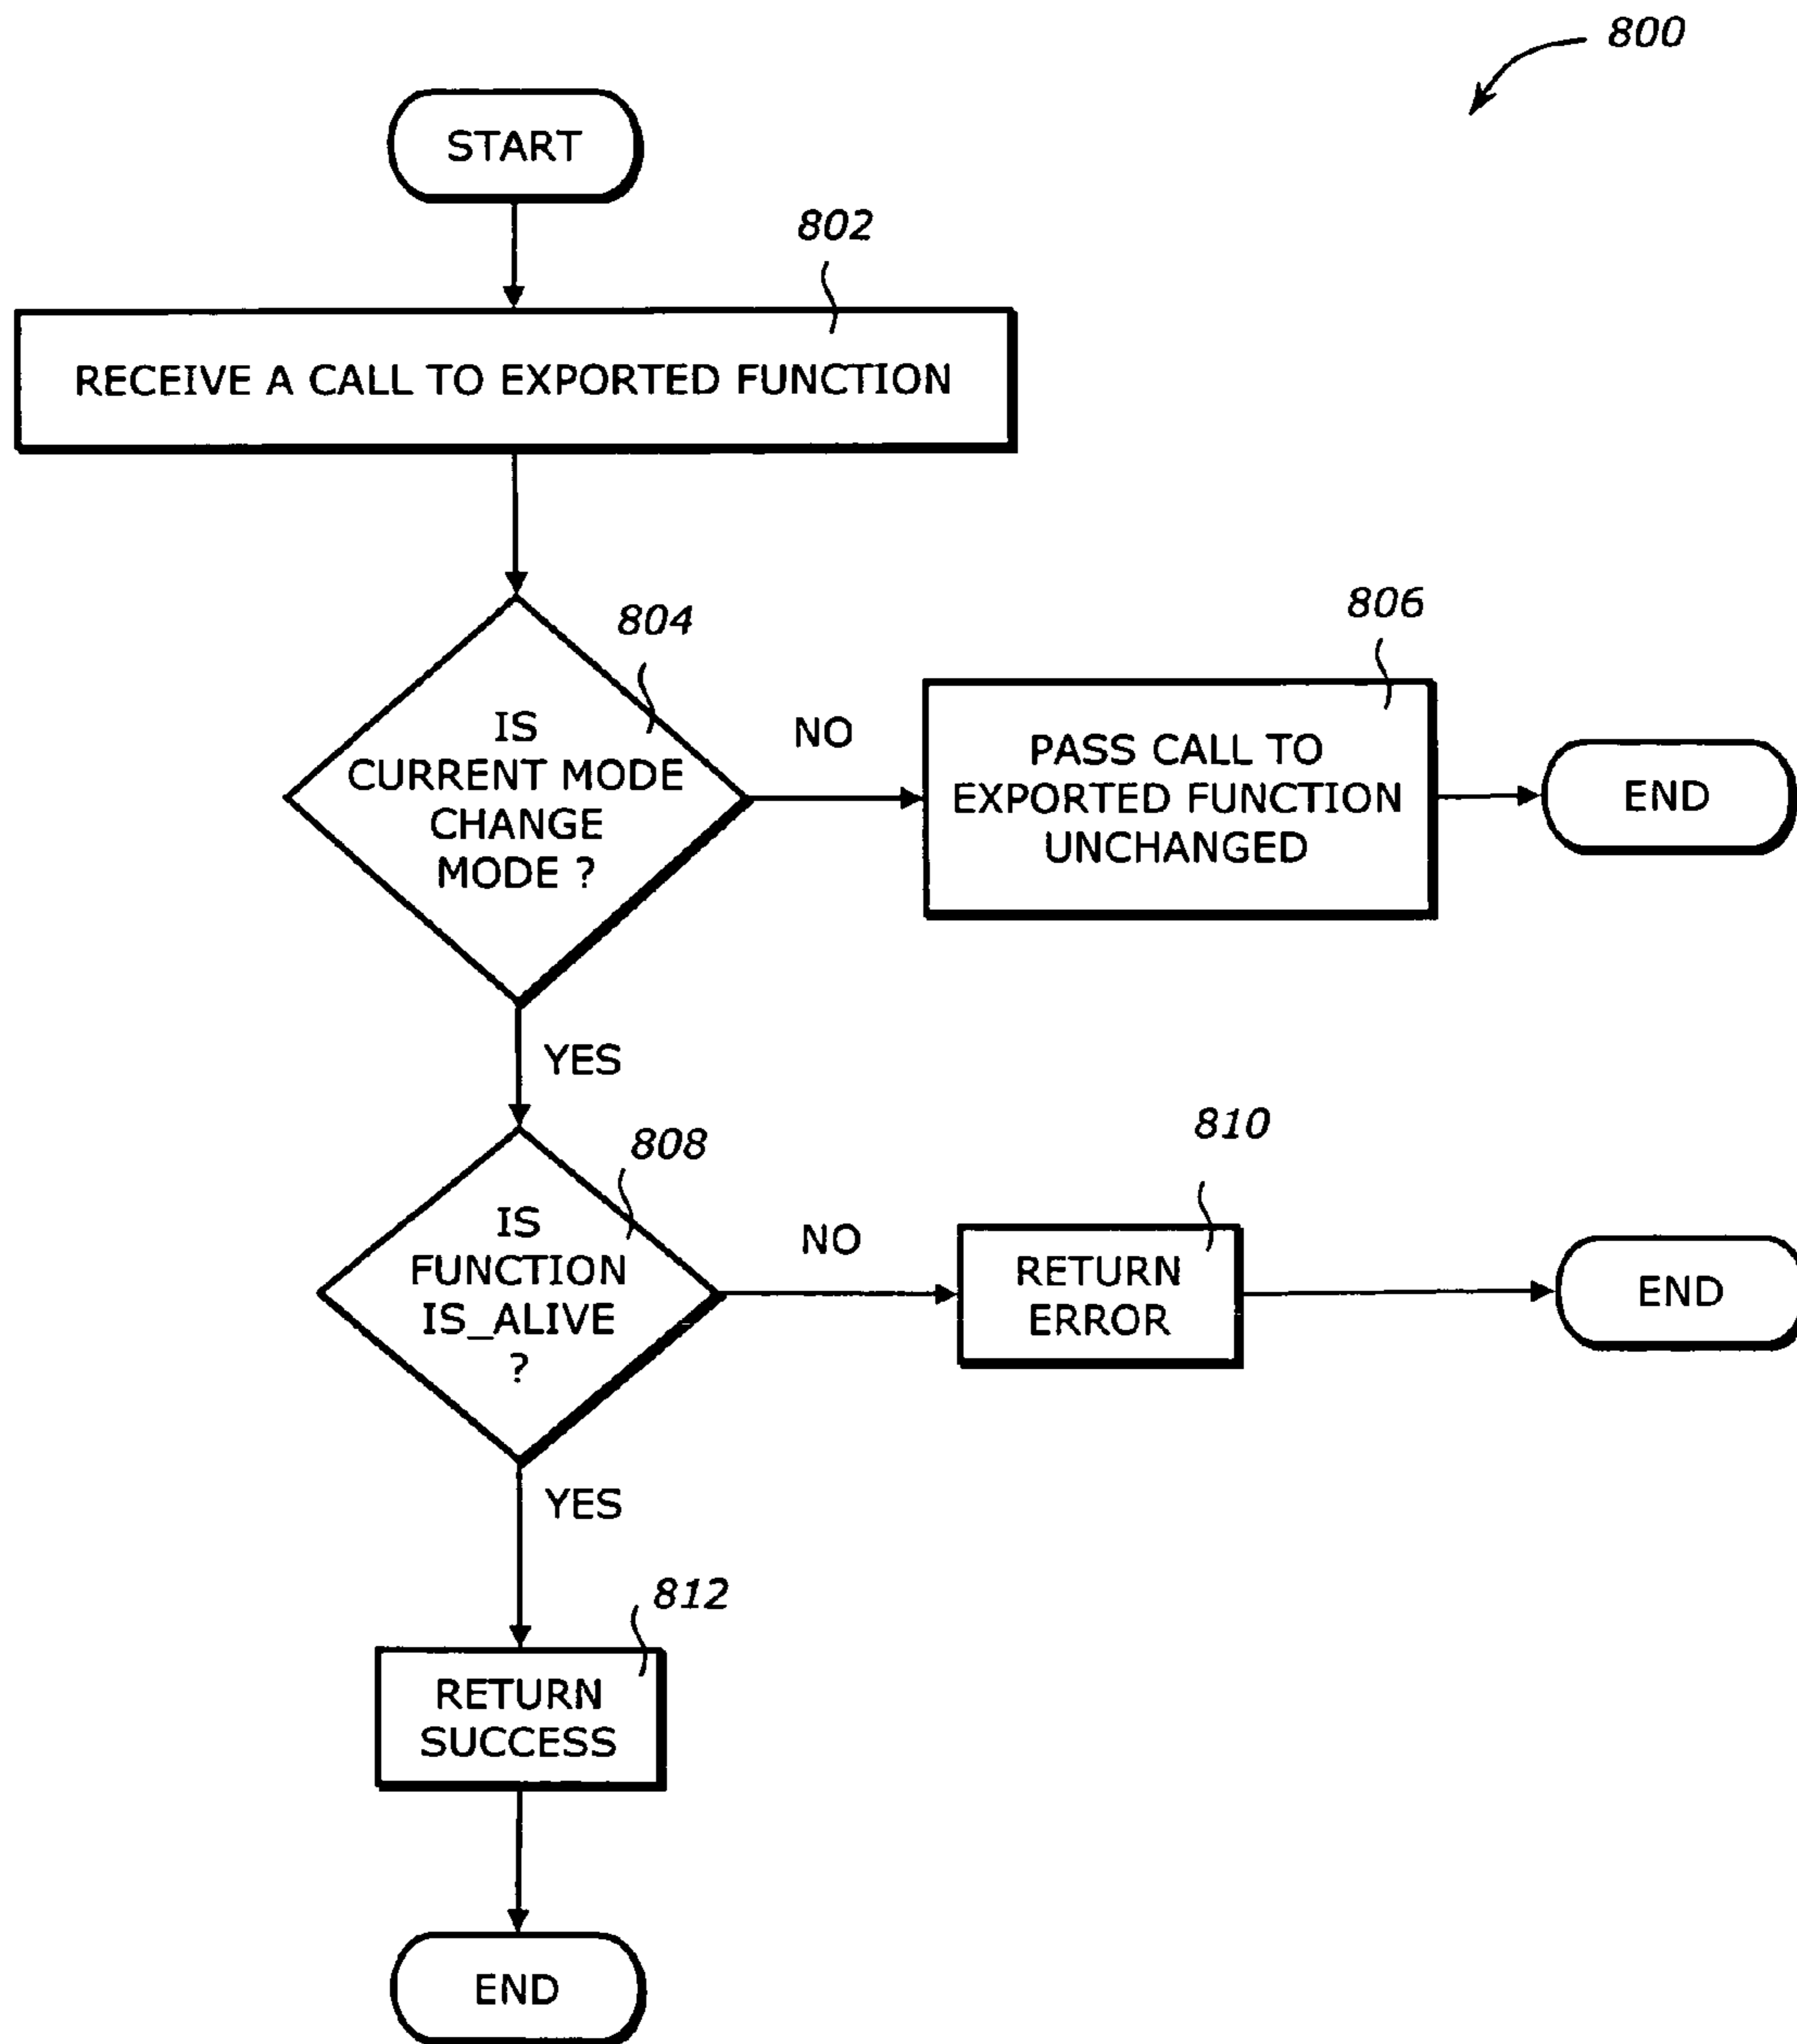 800
START
802
RECEIVE A CALL TO EXPORTED FUNCTION
804
IS
CURRENT MODE
CHANGE
MODE ?
NO
806
PASS CALL TO
EXPORTED FUNCTION
UNCHANGED
END
YES
808
IS
FUNCTION
IS_ALIVE
?
NO
810
RETURN
ERROR
END
YES
812
RETURN
SUCCESS
END